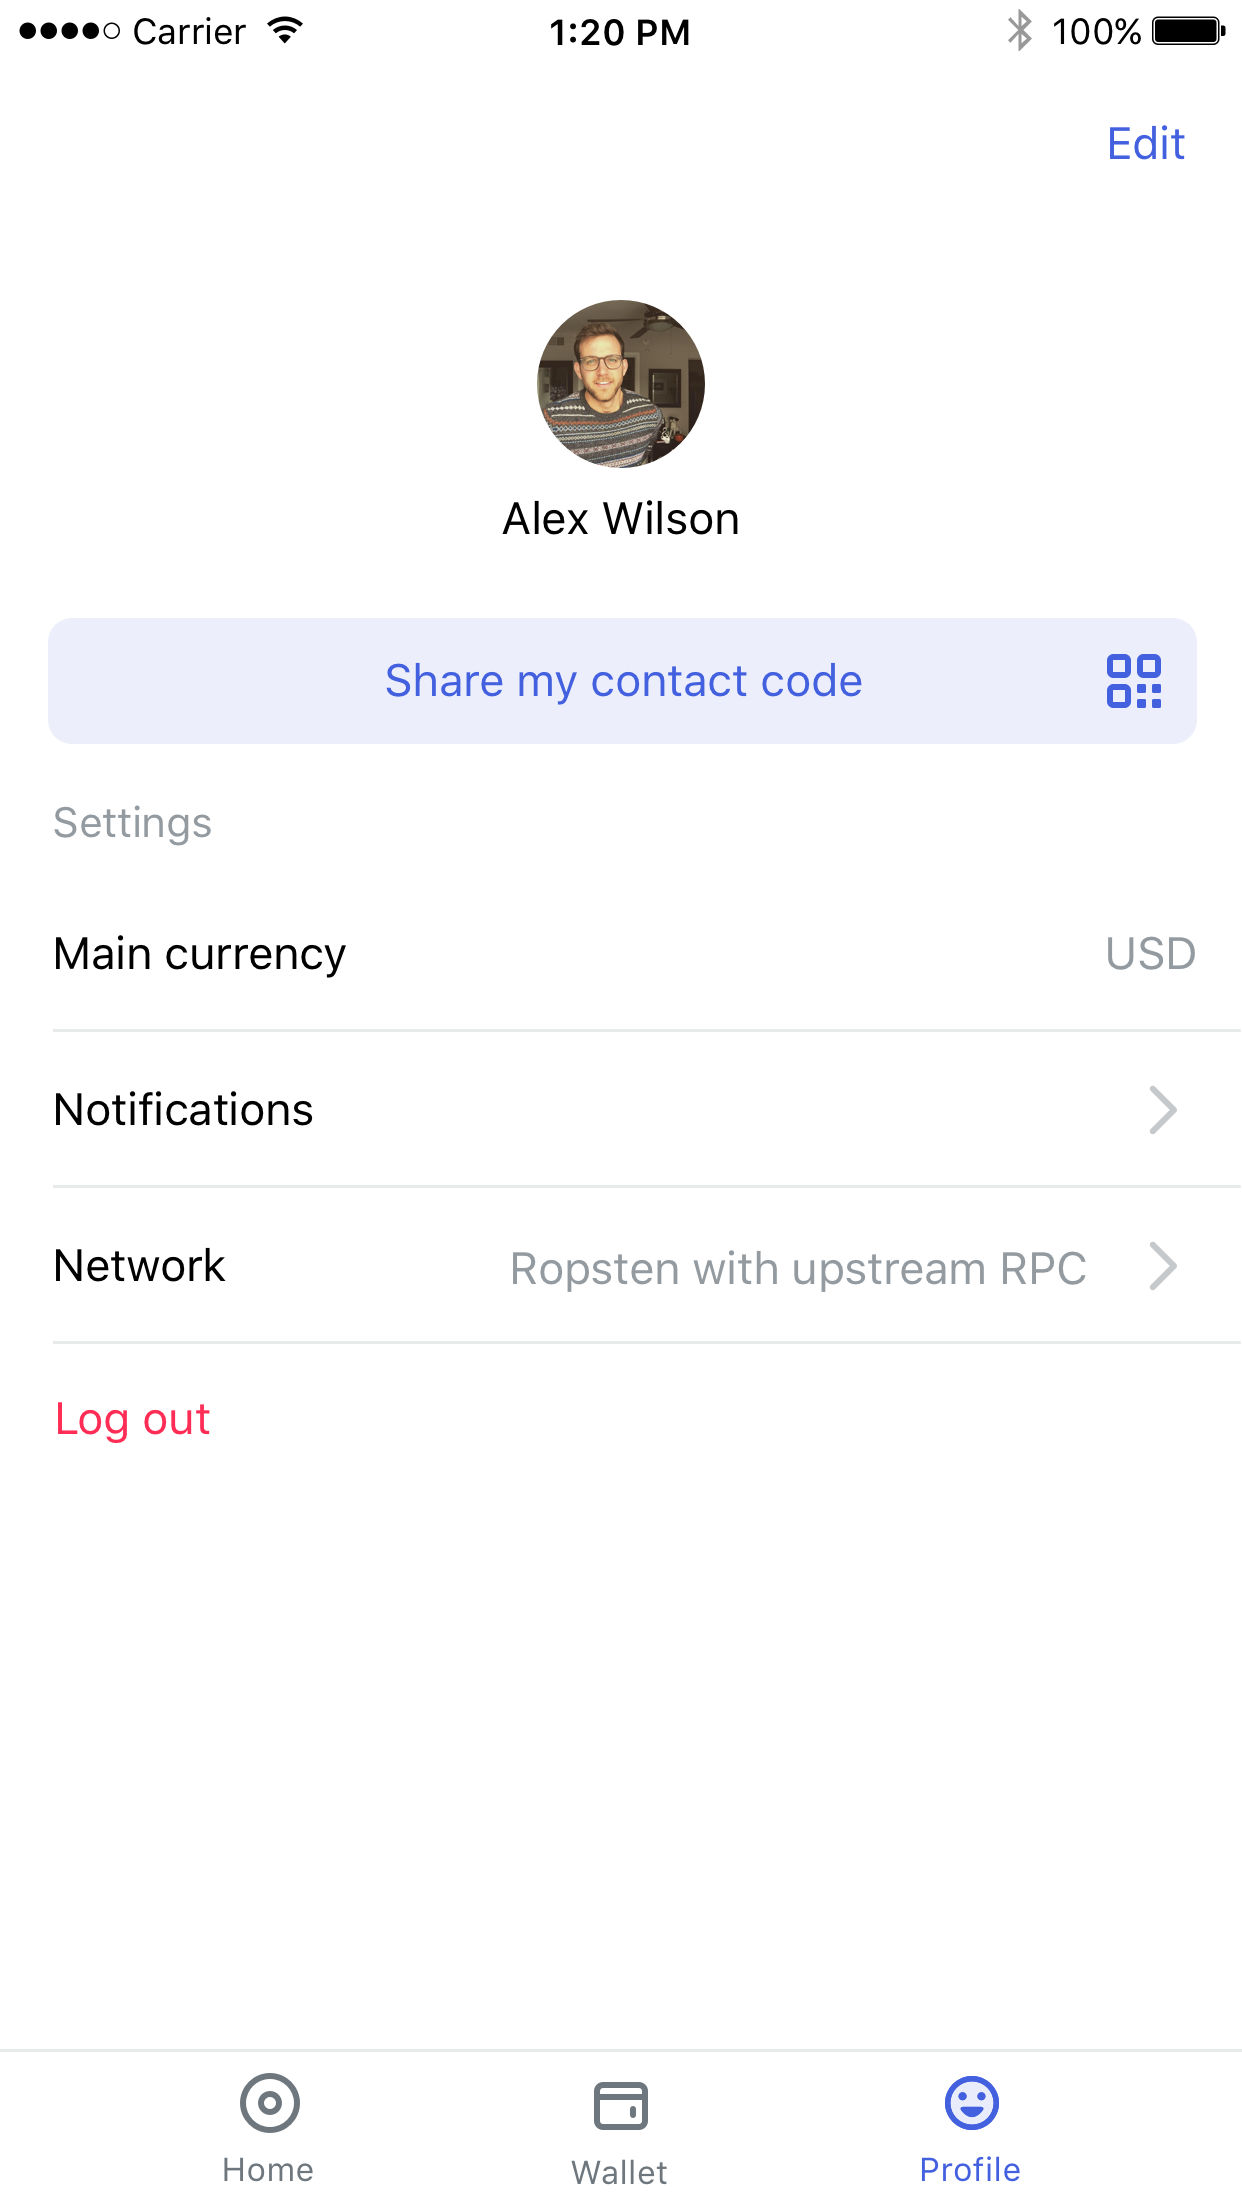 Carrier 1:20 PM 100%
Edit
Alex Wilson
Share my contact code
Settings
Main currency USD
Notifications
Network Ropsten with upstream RPC
Log out
Home Wallet Profile